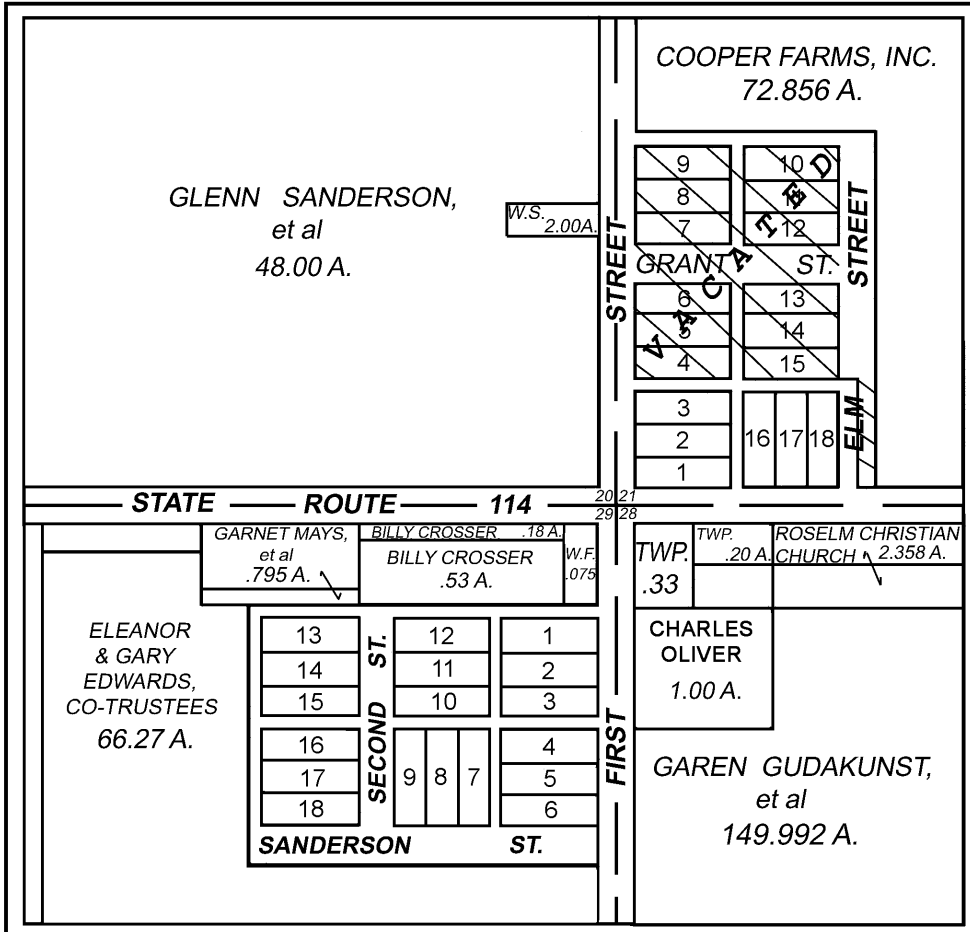 COOPER FARMS, INC.
72.856 A.
GLENN SANDERSON,
et al
48.00 A.
W.S.
2.00A.
STREET
9
8
7
10
11
12
GRANT ST.
6
5
4
13
14
15
VACATED
STREET
ELM
3
2
1
16 17 18
STATE ROUTE 114
20 21
29 28
GARNET MAYS,
et al
.795 A.
BILLY CROSSER .18 A.
BILLY CROSSER
.53 A.
W.F.
.075
TWP.
.33
TWP.
.20 A.
ROSELM CHRISTIAN
CHURCH 2.358 A.
ELEANOR
& GARY
EDWARDS,
CO-TRUSTEES
66.27 A.
13
14
15
16
17
18
SECOND ST.
12
11
10
9 8 7
1
2
3
4
5
6
SANDERSON ST.
FIRST
CHARLES
OLIVER
1.00 A.
GAREN GUDAKUNST,
et al
149.992 A.